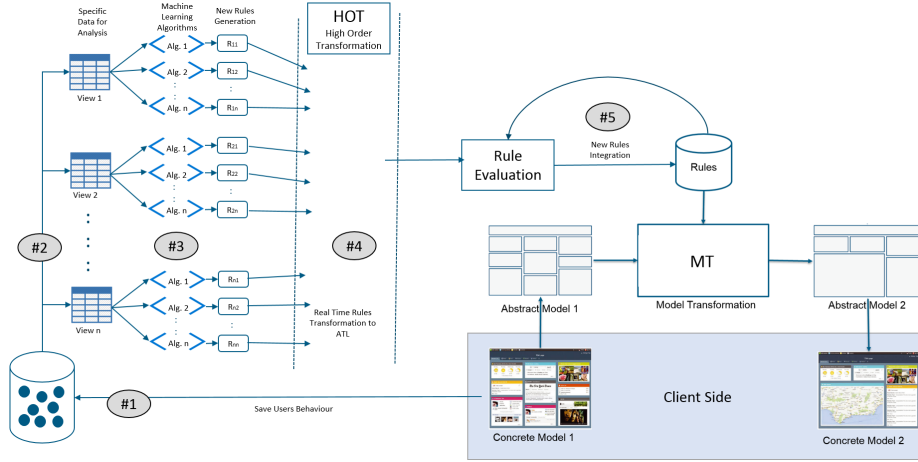 Specific
Data for
Analysis
Machine
Learning
Algorithms
New Rules
Generation
HOT
High Order
Transformation
View 1
Alg. 1
Alg. 2
:
Alg. n
R11
R12
:
R1n
View 2
Alg. 1
Alg. 2
:
Alg. n
R21
R22
:
R2n
#2
#3
#4
View n
Alg. 1
Alg. 2
:
Alg. n
Rn1
Rn2
:
Rnn
Real Time Rules
Transformation to
ATL
#1
Save Users Behaviour
Rule
Evaluation
#5
New Rules
Integration
Rules
Abstract Model 1
MT
Model Transformation
Abstract Model 2
Client Side
Concrete Model 1
Concrete Model 2